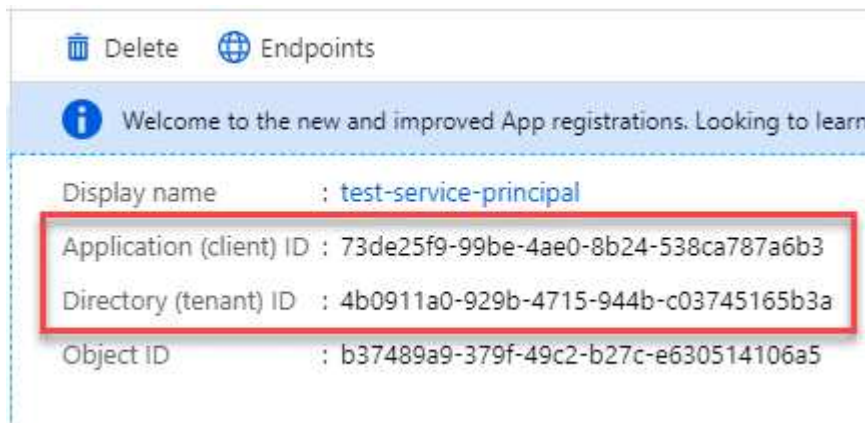 Delete Endpoints
Welcome to the new and improved App registrations. Looking to learn
Display name : test-service-principal
Application (client) ID : 73de25f9-99be-4ae0-8b24-538ca787a6b3
Directory (tenant) ID : 4b0911a0-929b-4715-944b-c03745165b3a
Object ID : b37489a9-379f-49c2-b27c-e630514106a5